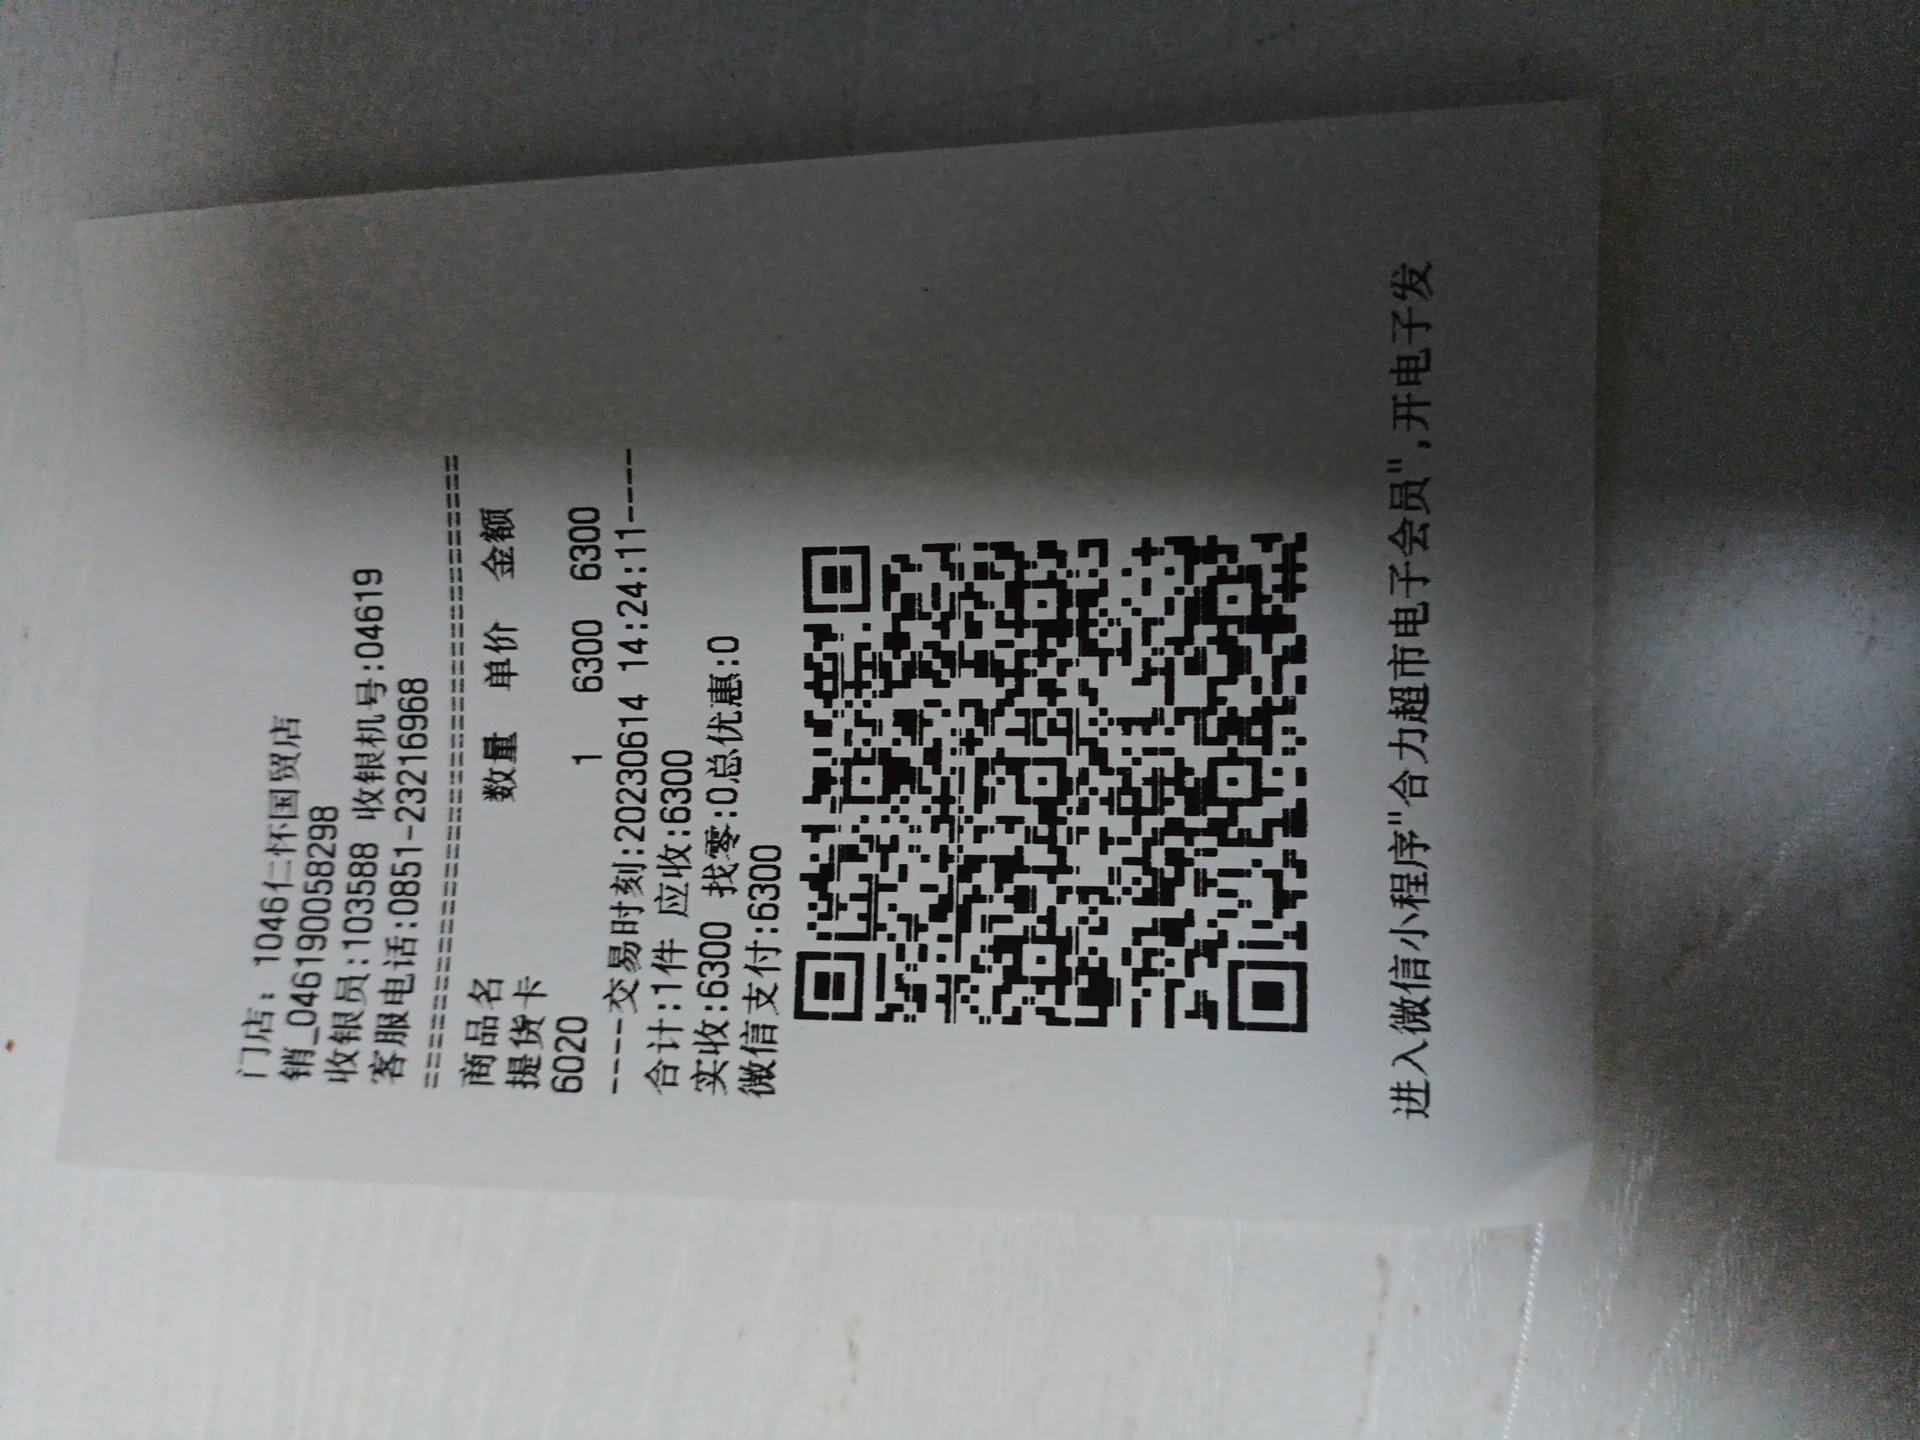 门店: 1046仁怀国贸店
销_046190058298
收银员:103588 收银机号:04619
客服电话:0851-23216968
================================
商品名 数量 单价 金额
提货卡
6020 1 6300 6300
----交易时刻:20230614 14:24:11----
合计:1件 应收:6300
实收:6300 找零:0总优惠:0
微信支付:6300
进入微信小程序"合力超市电子会员",开电子发